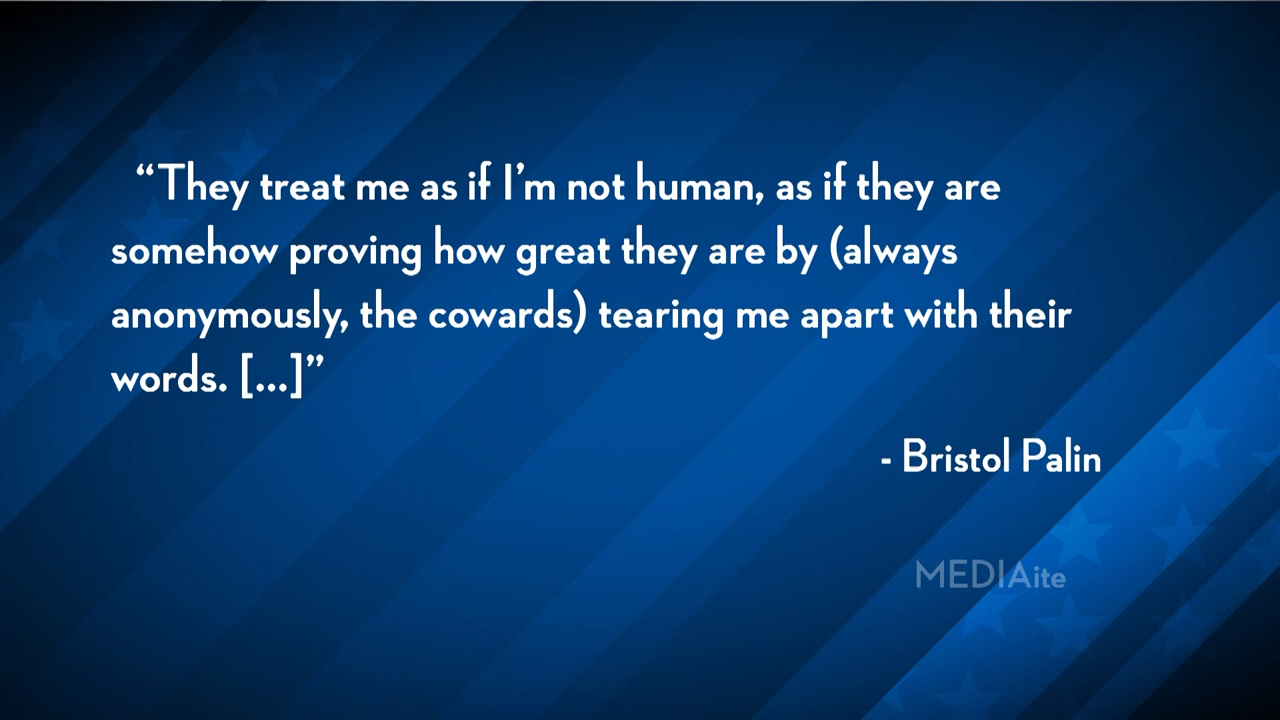 “They treat me as if I’m not human, as if they are
somehow proving how great they are by (always
anonymously, the cowards) tearing me apart with their
words. [...]”
- Bristol Palin
MEDIAite